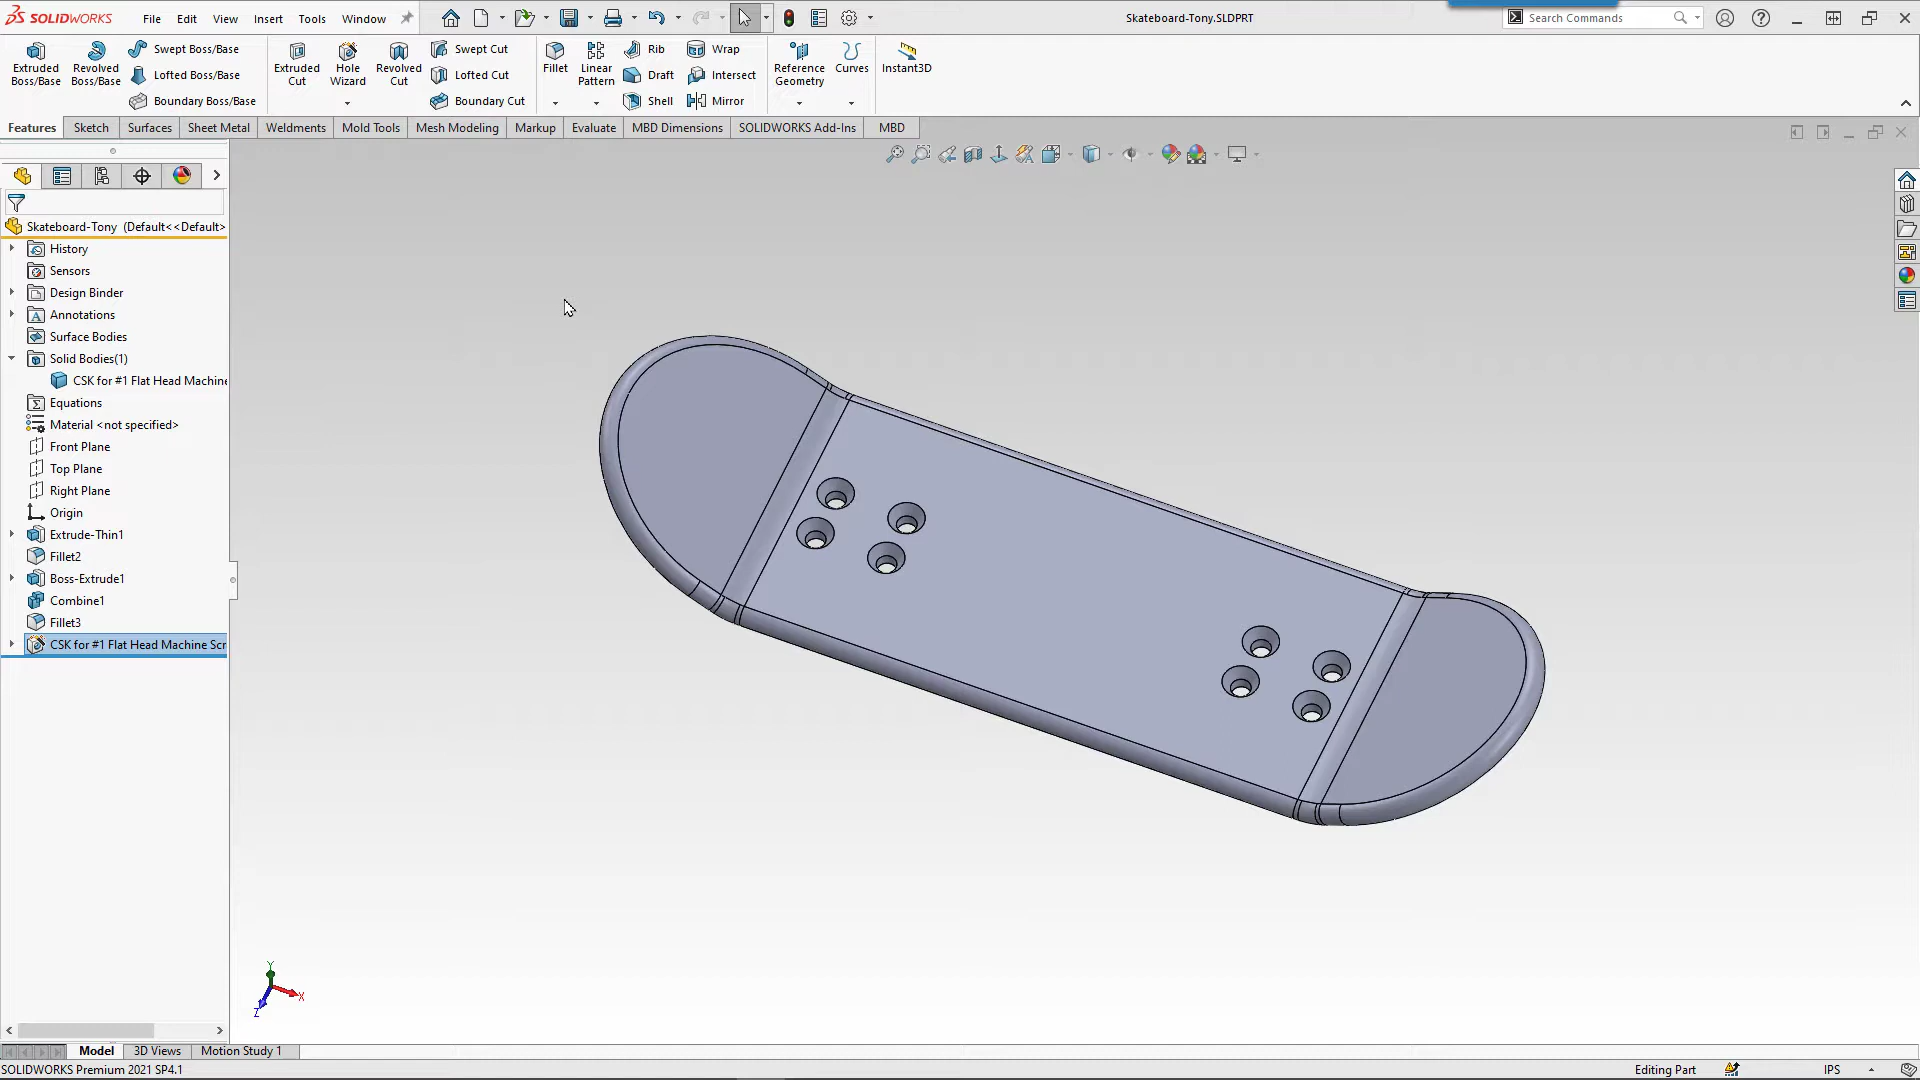 SOLIDWORKS File Edit View Insert Tools Window Skateboard-Tony.SLDPRT Search Commands
Extruded Boss/Base
Revolved Boss/Base
Swept Boss/Base
Lofted Boss/Base
Boundary Boss/Base
Extruded Cut
Hole Wizard
Revolved Cut
Swept Cut
Lofted Cut
Boundary Cut
Fillet
Linear Pattern
Rib
Draft
Shell
Wrap
Intersect
Mirror
Reference Geometry
Curves
Instant3D
Features Sketch Surfaces Sheet Metal Weldments Mold Tools Mesh Modeling Markup Evaluate MBD Dimensions SOLIDWORKS Add-Ins MBD
Skateboard-Tony (Default<<Default>
History
Sensors
Design Binder
A Annotations
Surface Bodies
Solid Bodies(1)
CSK for #1 Flat Head Machine
Σ Equations
Material <not specified>
Front Plane
Top Plane
Right Plane
Origin
Extrude-Thin1
Fillet2
Boss-Extrude1
Combine1
Fillet3
CSK for #1 Flat Head Machine Scr
Y
X
Z
Model 3D Views Motion Study 1
SOLIDWORKS Premium 2021 SP4.1 Editing Part IPS